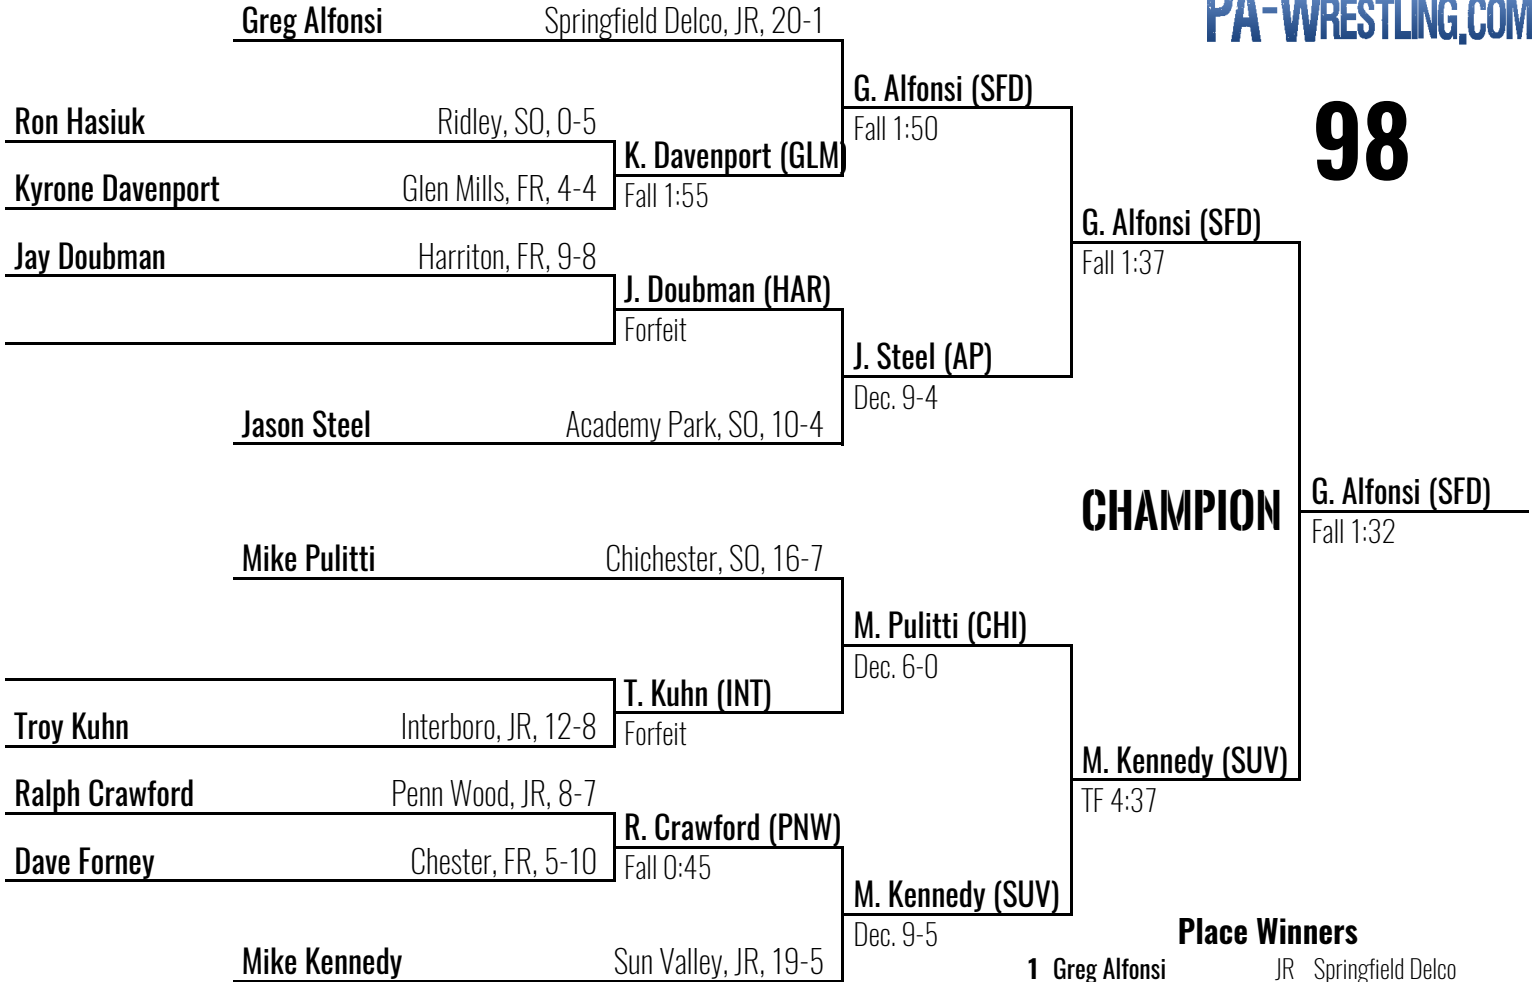 Greg Alfonsi Springfield Delco, JR, 20-1
PA-WRESTLING.COM
G. Alfonsi (SFD)
Fall 1:50
98
Ron Hasiuk Ridley, SO, 0-5
K. Davenport (GLM)
Fall 1:55
Kyrone Davenport Glen Mills, FR, 4-4
G. Alfonsi (SFD)
Fall 1:37
Jay Doubman Harriton, FR, 9-8
J. Doubman (HAR)
Forfeit
J. Steel (AP)
Dec. 9-4
Jason Steel Academy Park, SO, 10-4
CHAMPION
G. Alfonsi (SFD)
Fall 1:32
Mike Pulitti Chichester, SO, 16-7
M. Pulitti (CHI)
Dec. 6-0
T. Kuhn (INT)
Forfeit
Troy Kuhn Interboro, JR, 12-8
M. Kennedy (SUV)
TF 4:37
Ralph Crawford Penn Wood, JR, 8-7
R. Crawford (PNW)
Fall 0:45
Dave Forney Chester, FR, 5-10
M. Kennedy (SUV)
Dec. 9-5
Mike Kennedy Sun Valley, JR, 19-5
Place Winners
1 Greg Alfonsi JR Springfield Delco